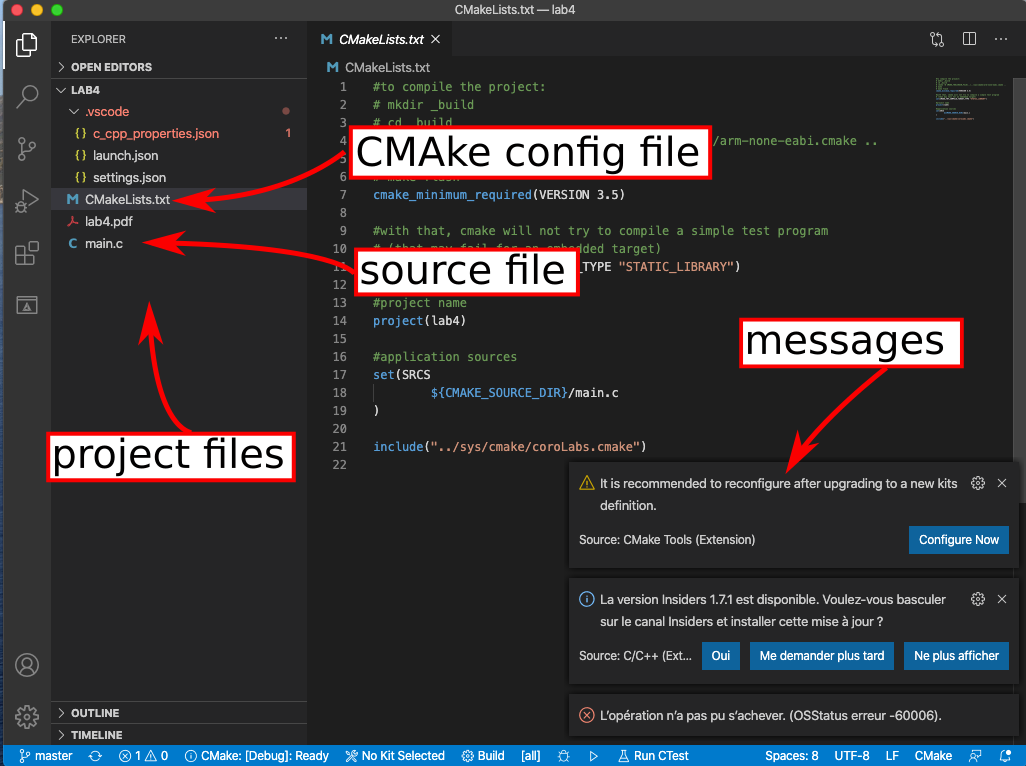 CMakeLists.txt — lab4
EXPLORER
OPEN EDITORS
LAB4
.vscode
{} c_cpp_properties.json 1
{} launch.json
{} settings.json
M CMakeLists.txt
lab4.pdf
C main.c
OUTLINE
TIMELINE
M CMakeLists.txt
M CMakeLists.txt
1 #to compile the project:
2 # mkdir _build
3 # cd _build
4 /arm-none-eabi.cmake ..
5
6
7 cmake_minimum_required(VERSION 3.5)
8
9 #with that, cmake will not try to compile a simple test program
10 # (that may fail for an embedded target)
11 _TYPE "STATIC_LIBRARY")
12
13 #project name
14 project(lab4)
15
16 #application sources
17 set(SRCS
18 ${CMAKE_SOURCE_DIR}/main.c
19 )
20
21 include("../sys/cmake/coroLabs.cmake")
22
CMAke config file
source file
project files
messages
It is recommended to reconfigure after upgrading to a new kits
definition.
Source: CMake Tools (Extension) Configure Now
La version Insiders 1.7.1 est disponible. Voulez-vous basculer
sur le canal Insiders et installer cette mise à jour ?
Source: C/C++ (Ext... Oui Me demander plus tard Ne plus afficher
L'opération n'a pas pu s'achever. (OSStatus erreur -60006).
master 1 0 CMake: [Debug]: Ready No Kit Selected Build [all] Run CTest Spaces: 8 UTF-8 LF CMake